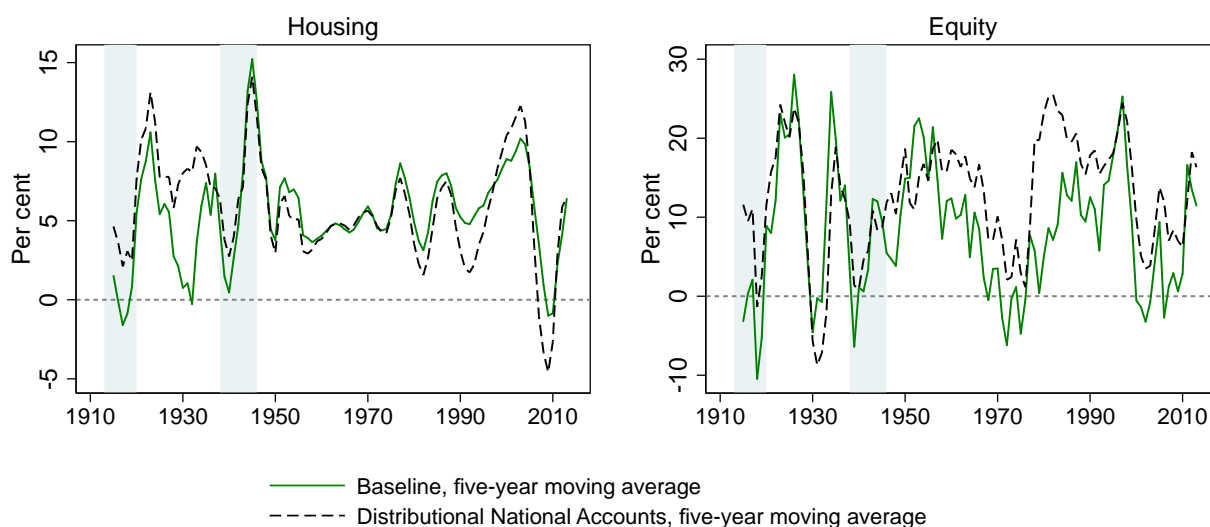 Housing
Per cent
15
10
5
0
-5
1910 1930 1950 1970 1990 2010
Equity
Per cent
30
20
10
0
-10
1910 1930 1950 1970 1990 2010
Baseline, five-year moving average
Distributional National Accounts, five-year moving average